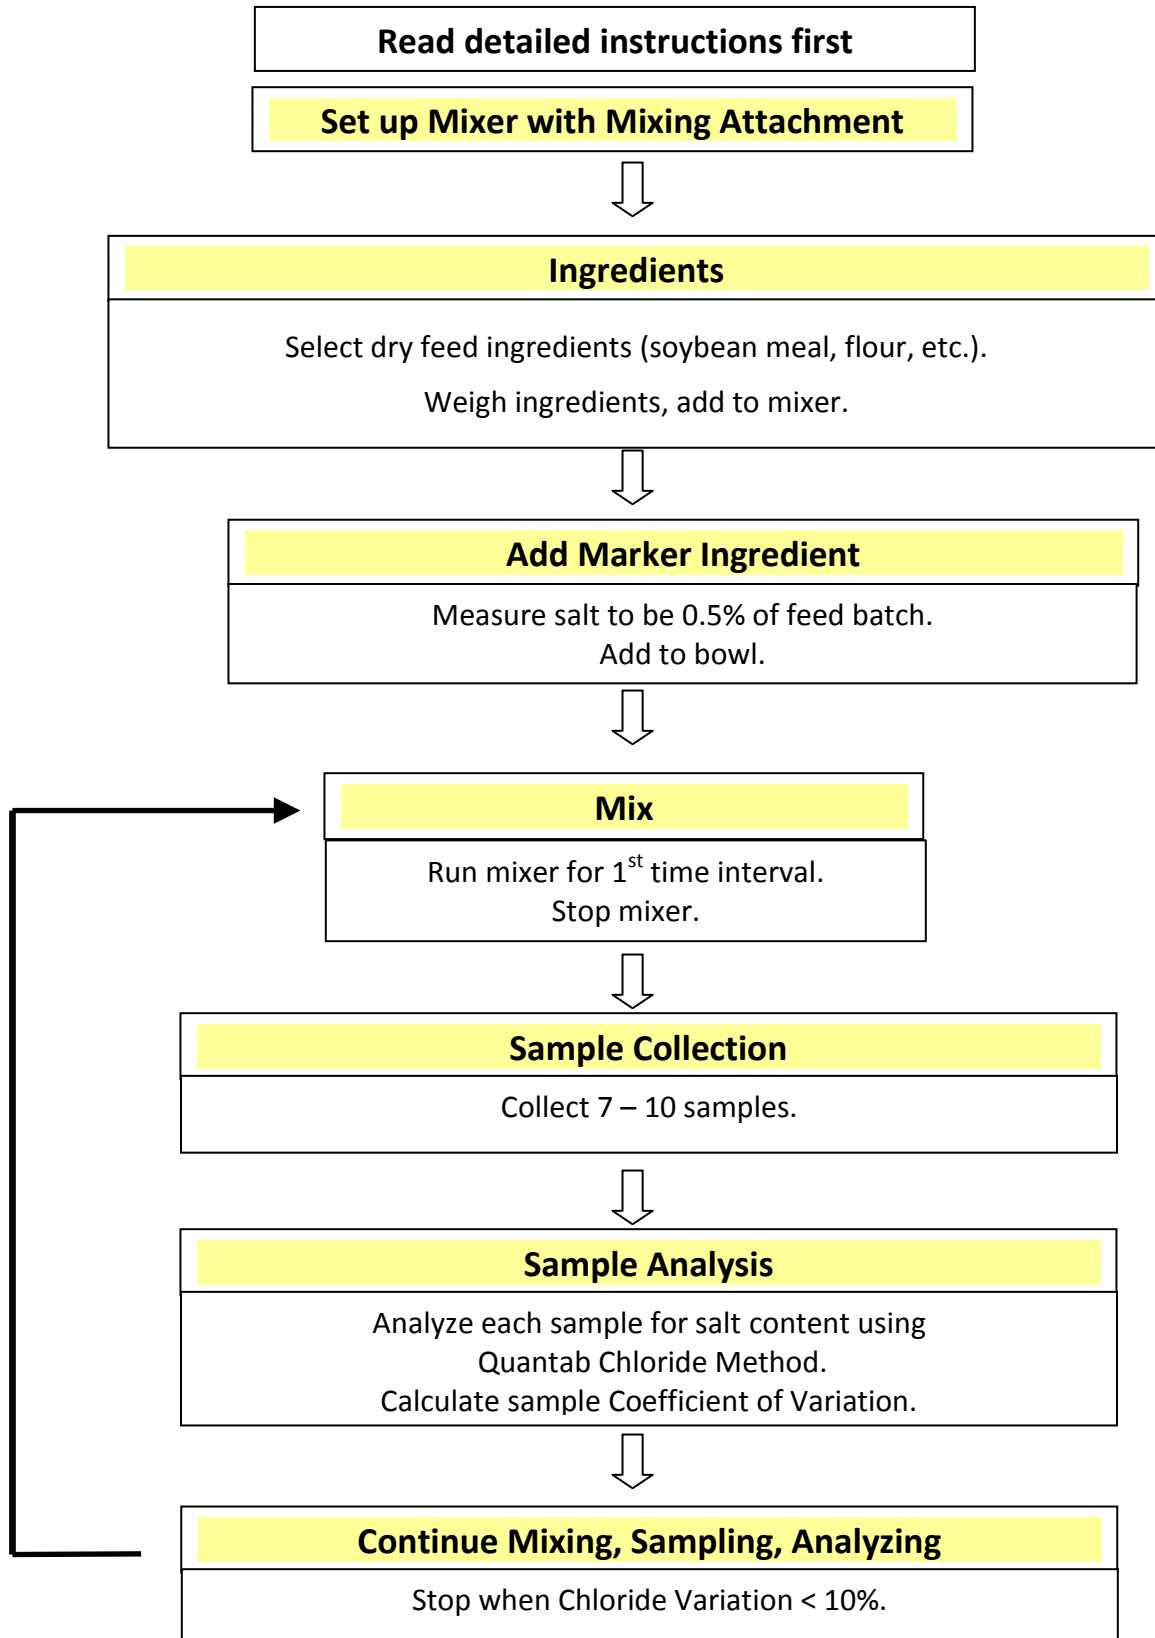 Read detailed instructions first
Set up Mixer with Mixing Attachment
Ingredients
Select dry feed ingredients (soybean meal, flour, etc.).
Weigh ingredients, add to mixer.
Add Marker Ingredient
Measure salt to be 0.5% of feed batch.
Add to bowl.
Mix
Run mixer for 1st time interval.
Stop mixer.
Sample Collection
Collect 7 – 10 samples.
Sample Analysis
Analyze each sample for salt content using
Quantab Chloride Method.
Calculate sample Coefficient of Variation.
Continue Mixing, Sampling, Analyzing
Stop when Chloride Variation < 10%.